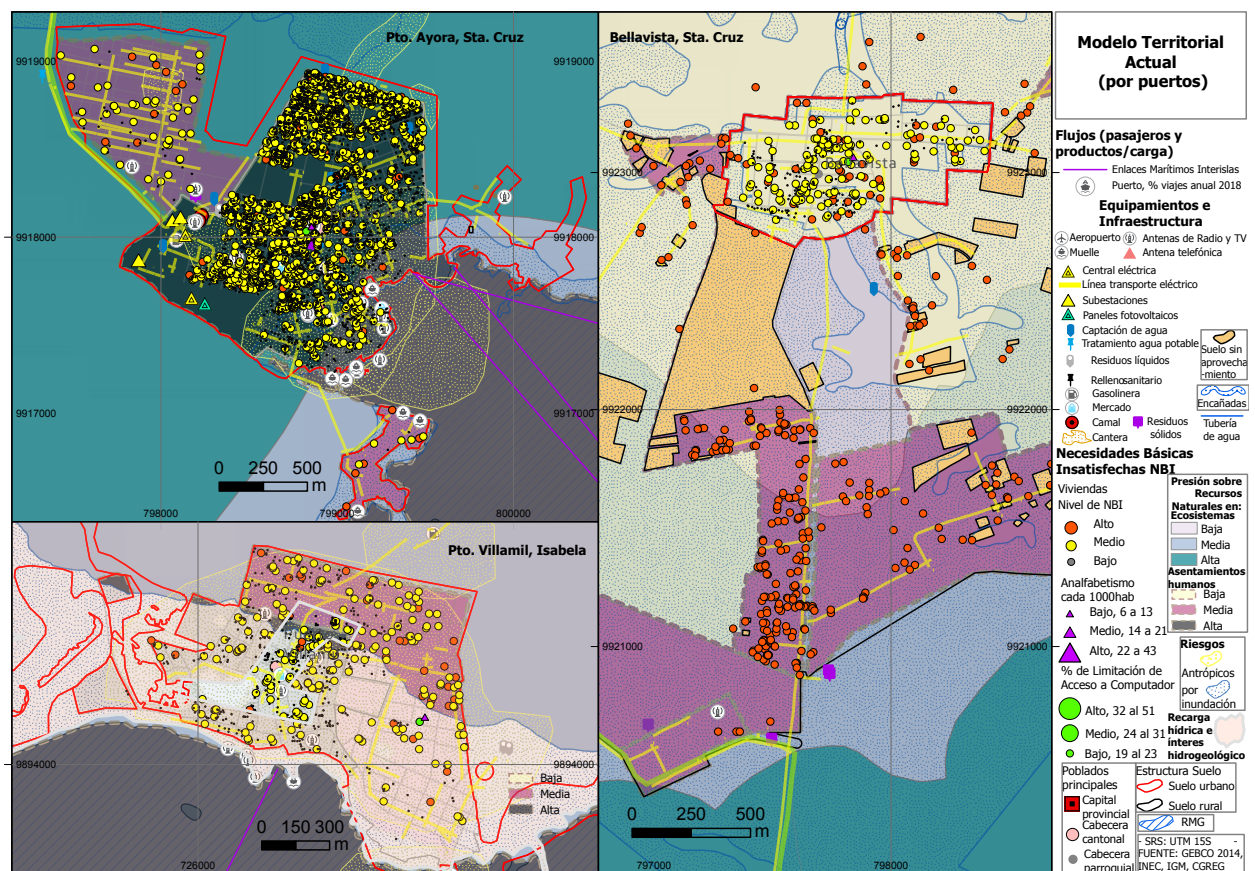 Pto. Ayora, Sta. Cruz
9919000
9919000
9918000
9918000
9917000
9917000
0 250 500
m
798000
799000
800000
Pto. Villamil, Isabela
9894000
9894000
Baja
Media
Alta
0 150 300
m
726000
Bellavista, Sta. Cruz
9923000
9923000
9922000
9922000
9921000
9921000
0 250 500
m
797000
798000
Modelo Territorial
Actual
(por puertos)
Flujos (pasajeros y
productos/carga)
Enlaces Marítimos Interislas
Puerto, % viajes anual 2018
Equipamientos e
Infraestructura
Aeropuerto
Antenas de Radio y TV
Muelle
Antena telefónica
Central eléctrica
Línea transporte eléctrico
Subestaciones
Paneles fotovoltaicos
Captación de agua
Tratamiento agua potable
Residuos líquidos
Rellenosanitario
Gasolinera
Mercado
Camal
Residuos
sólidos
Cantera
Suelo sin
aprovecha
-miento
Encañadas
Tubería
de agua
Necesidades Básicas
Insatisfechas NBI
Viviendas
Nivel de NBI
Alto
Medio
Bajo
Analfabetismo
cada 1000hab
Bajo, 6 a 13
Medio, 14 a 21
Alto, 22 a 43
% de Limitación de
Acceso a Computador
Alto, 32 al 51
Medio, 24 al 31
Bajo, 19 al 23
Presión sobre
Recursos
Naturales en:
Ecosistemas
Baja
Media
Alta
Asentamientos
humanos
Baja
Media
Alta
Riesgos
Antrópicos
por
inundación
Recarga
hídrica e
ínteres
hidrogeológico
Poblados
principales
Capital
provincial
Cabecera
cantonal
Cabecera
parroquial
Estructura Suelo
Suelo urbano
Suelo rural
RMG
- SRS: UTM 15S -
FUENTE: GEBCO 2014,
INEC, IGM, CGREG